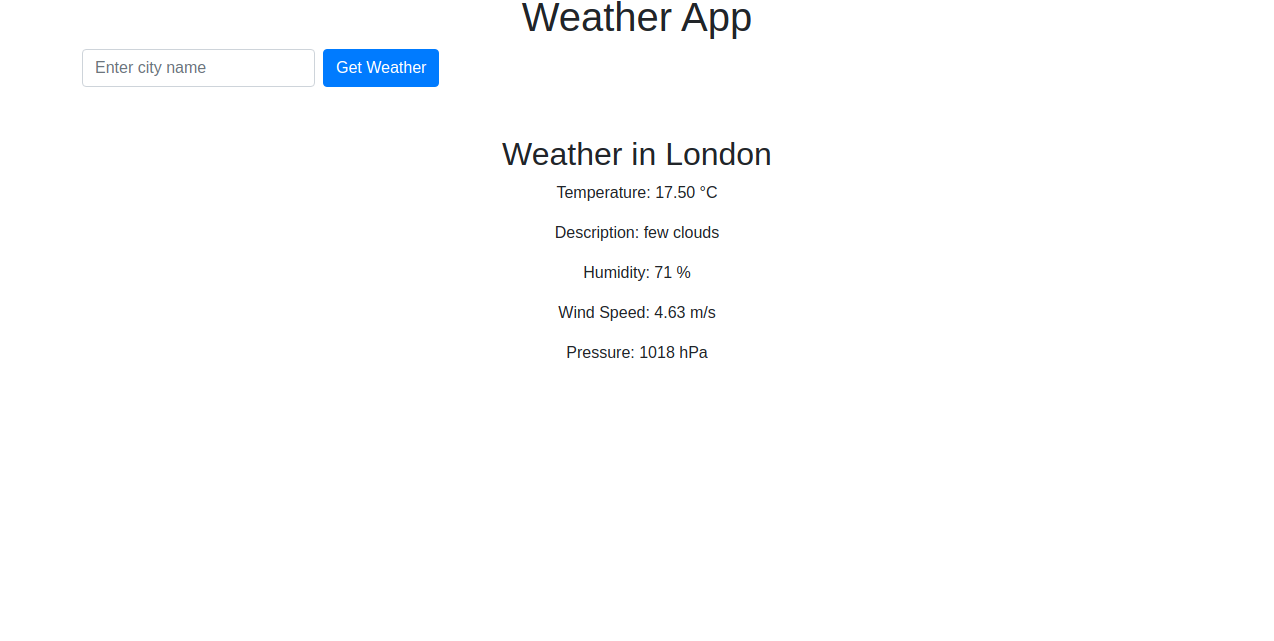 Weather App
Enter city name
Get Weather
Weather in London
Temperature: 17.50 °C
Description: few clouds
Humidity: 71 %
Wind Speed: 4.63 m/s
Pressure: 1018 hPa